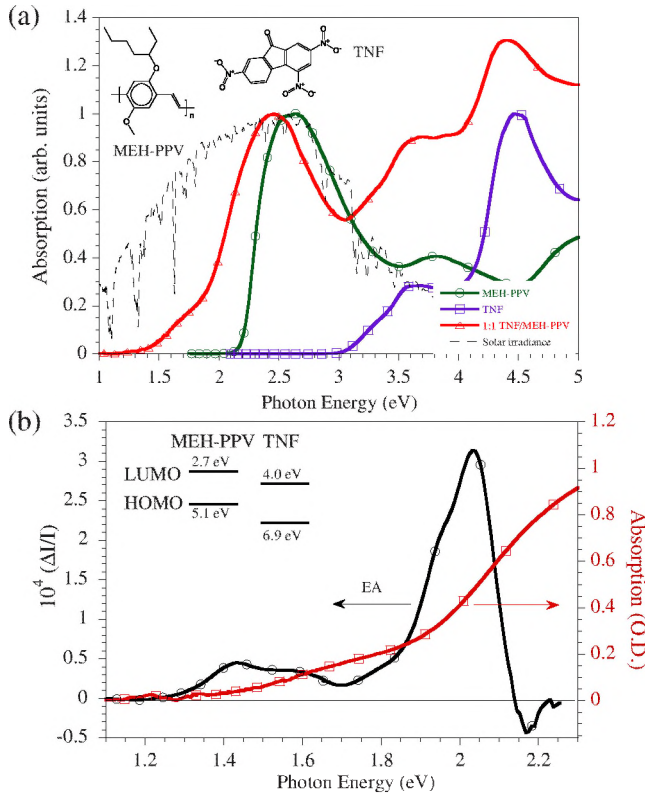 (a)
1.4
1.2
1
0.8
0.6
0.4
0.2
0
Absorption (arb. units)
O
O
n
MEH-PPV
O
O⁻
N⁺
O
O
N⁺
O⁻
N⁺
O⁻
O
TNF
MEH-PPV
TNF
1:1 TNF/MEH-PPV
Solar irradiance
1 1.5 2 2.5 3 3.5 4 4.5 5
Photon Energy (eV)
(b)
3.5
3
2.5
2
1.5
1
0.5
0
-0.5
10⁴ (ΔI/I)
MEH-PPV TNF
LUMO 2.7 eV 4.0 eV
HOMO 5.1 eV 6.9 eV
EA
1.2
1
0.8
0.6
0.4
0.2
0
Absorption (O.D.)
1.2 1.4 1.6 1.8 2 2.2
Photon Energy (eV)